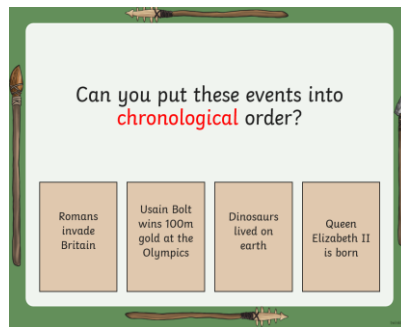 Can you put these events into
chronological order?
Romans
invade
Britain
Usain Bolt
wins 100m
gold at the
Olympics
Dinosaurs
lived on
earth
Queen
Elizabeth II
is born